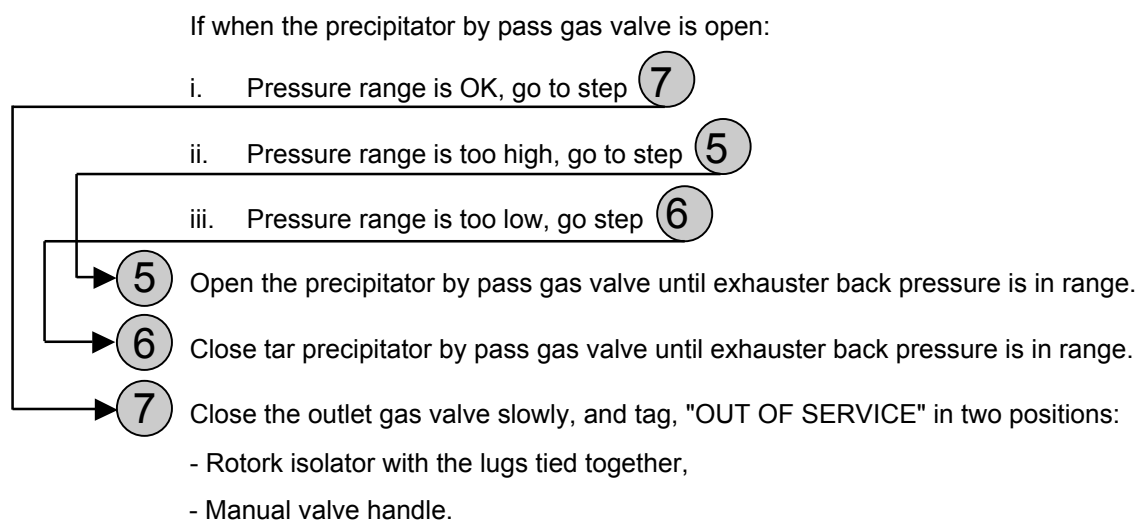 If when the precipitator by pass gas valve is open:
i. Pressure range is OK, go to step 7
ii. Pressure range is too high, go to step 5
iii. Pressure range is too low, go step 6
5 Open the precipitator by pass gas valve until exhauster back pressure is in range.
6 Close tar precipitator by pass gas valve until exhauster back pressure is in range.
7 Close the outlet gas valve slowly, and tag, "OUT OF SERVICE" in two positions:
- Rotork isolator with the lugs tied together,
- Manual valve handle.